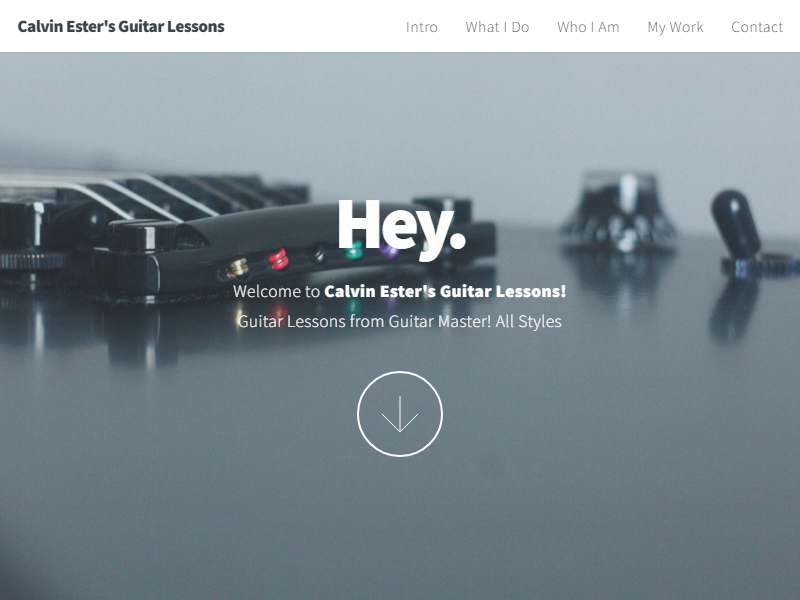 Calvin Ester's Guitar Lessons
Intro What I Do Who I Am My Work Contact
Hey.
Welcome to Calvin Ester's Guitar Lessons!
Guitar Lessons from Guitar Master! All Styles